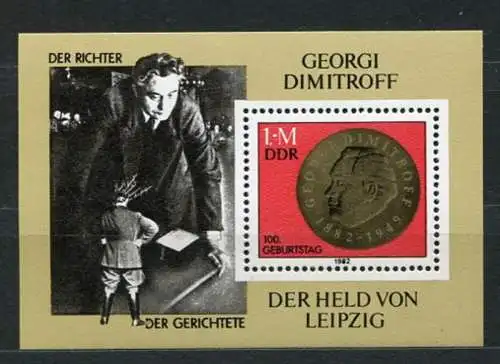 DER RICHTER
GEORGI
DIMITROFF
1.-M
DDR
GEORGI DIMITROFF
1882-1949
100.
GEBURTSTAG
1982
DER HELD VON
LEIPZIG
DER GERICHTETE